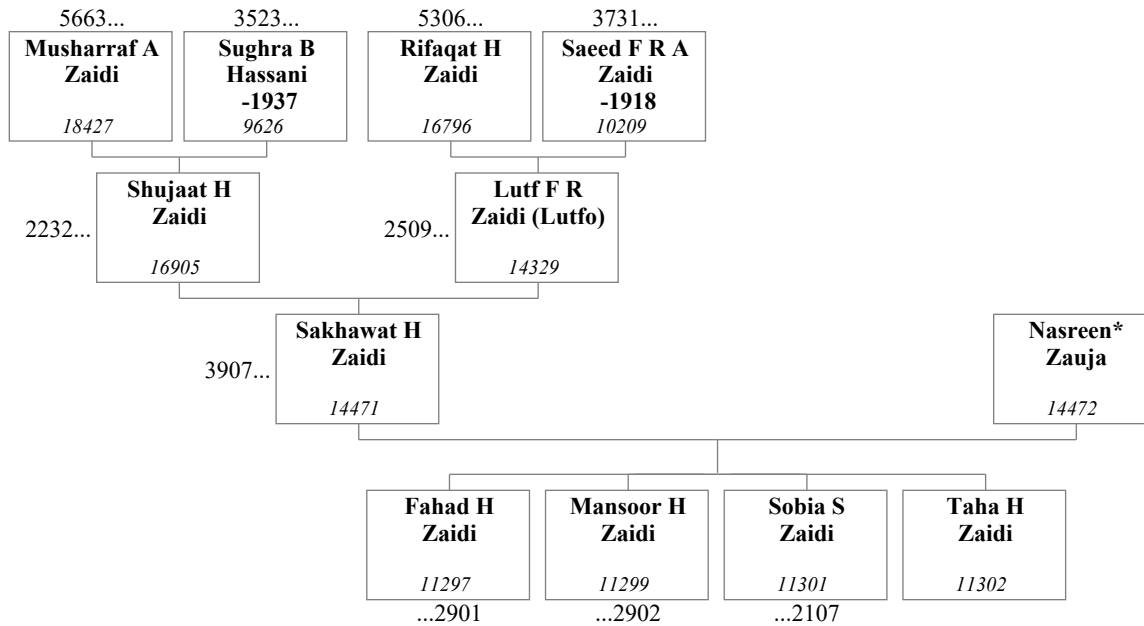 5663... 3523... 5306... 3731...
Musharraf A
Zaidi
18427
Sughra B
Hassani
-1937
9626
Rifaqat H
Zaidi
16796
Saeed F R A
Zaidi
-1918
10209
2232...
Shujaat H
Zaidi
16905
2509...
Lutf F R
Zaidi (Lutfo)
14329
3907...
Sakhawat H
Zaidi
14471
Nasreen*
Zauja
14472
Fahad H
Zaidi
11297
...2901
Mansoor H
Zaidi
11299
...2902
Sobia S
Zaidi
11301
...2107
Taha H
Zaidi
11302